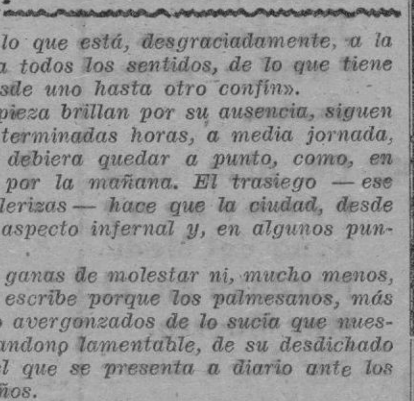 lo que está, desgraciadamente, a la
a todos los sentidos, de lo que tiene
sde uno hasta otro confín».
pieza brillan por su ausencia, siguen
terminadas horas, a media jornada,
debiera quedar a punto, como, en
por la mañana. El trasiego — ese
lerizas — hace que la ciudad, desde
aspecto infernal y, en algunos pun-
ganas de molestar ni, mucho menos,
escribe porque los palmesanos, más
o avergonzados de lo sucia que nues-
andono lamentable, de su desdichado
l que se presenta a diario ante los
ños.